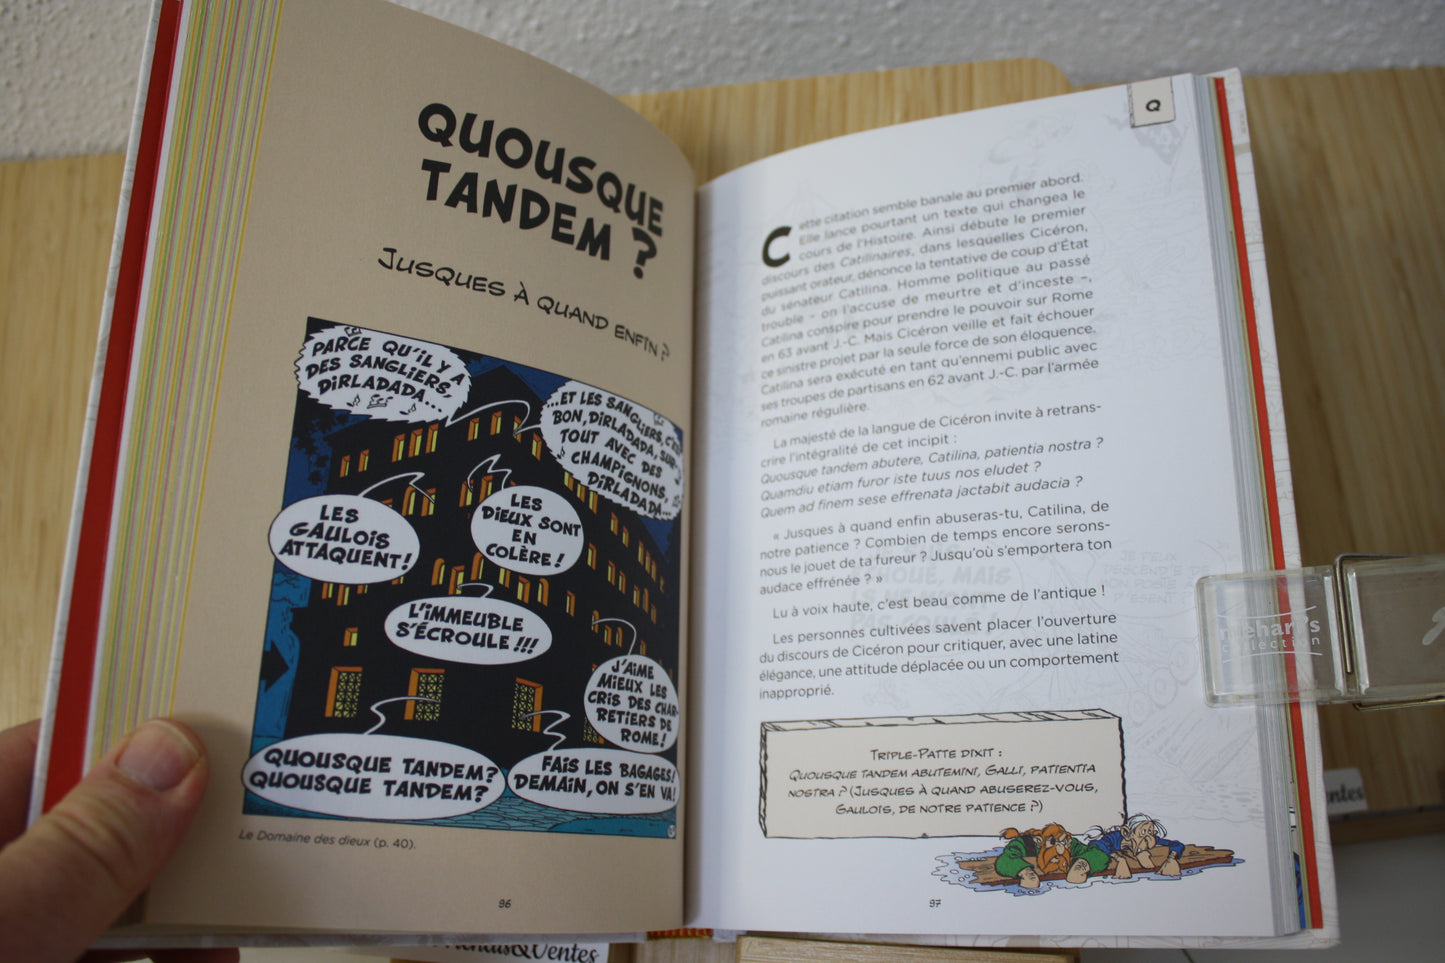 QUOUSQUE
TANDEM ?
JUSQUES À QUAND ENFIN ?
PARCE QU'IL Y A
DES SANGLIERS,
DIRLADADA...
...ET LES SANGLIERS, C'EST
BON, DIRLADADA, SUR-
TOUT AVEC DES
CHAMPIGNONS,
DIRLADADA...
LES
GAULOIS
ATTAQUENT!
LES
DIEUX SONT
EN
COLÈRE!
L'IMMEUBLE
S'ÉCROULE!!!
J'AIME
MIEUX LES
CRIS DES CHAR-
RETIERS DE
ROME!
QUOUSQUE TANDEM?
QUOUSQUE TANDEM?
FAIS LES BAGAGES!
DEMAIN, ON S'EN VA!
Le Domaine des dieux (p. 40).
96
Q
Cette citation semble banale au premier abord.
Elle lance pourtant un texte qui changea le
cours de l'Histoire. Ainsi débute le premier
discours des Catilinaires, dans lesquelles Cicéron,
puissant orateur, dénonce la tentative de coup d'État
du sénateur Catilina. Homme politique au passé
trouble – on l'accuse de meurtre et d'inceste –,
Catilina conspire pour prendre le pouvoir sur Rome
en 63 avant J.-C. Mais Cicéron veille et fait échouer
ce sinistre projet par la seule force de son éloquence.
Catilina sera exécuté en tant qu'ennemi public avec
ses troupes de partisans en 62 avant J.-C. par l'armée
romaine régulière.
La majesté de la langue de Cicéron invite à retrans-
crire l'intégralité de cet incipit :
Quousque tandem abutere, Catilina, patientia nostra ?
Quamdiu etiam furor iste tuus nos eludet ?
Quem ad finem sese effrenata jactabit audacia ?
« Jusques à quand enfin abuseras-tu, Catilina, de
notre patience ? Combien de temps encore serons-
nous le jouet de ta fureur ? Jusqu'où s'emportera ton
audace effrénée ? »
Lu à voix haute, c'est beau comme de l'antique !
Les personnes cultivées savent placer l'ouverture
du discours de Cicéron pour critiquer, avec une latine
élégance, une attitude déplacée ou un comportement
inapproprié.
TRIPLE-PATTE DIXIT :
QUOUSQUE TANDEM ABUTEMINI, GALLI, PATIENTIA
NOSTRA ? (JUSQUES À QUAND ABUSEREZ-VOUS,
GAULOIS, DE NOTRE PATIENCE ?)
97
collection
&Ventes
Ventes